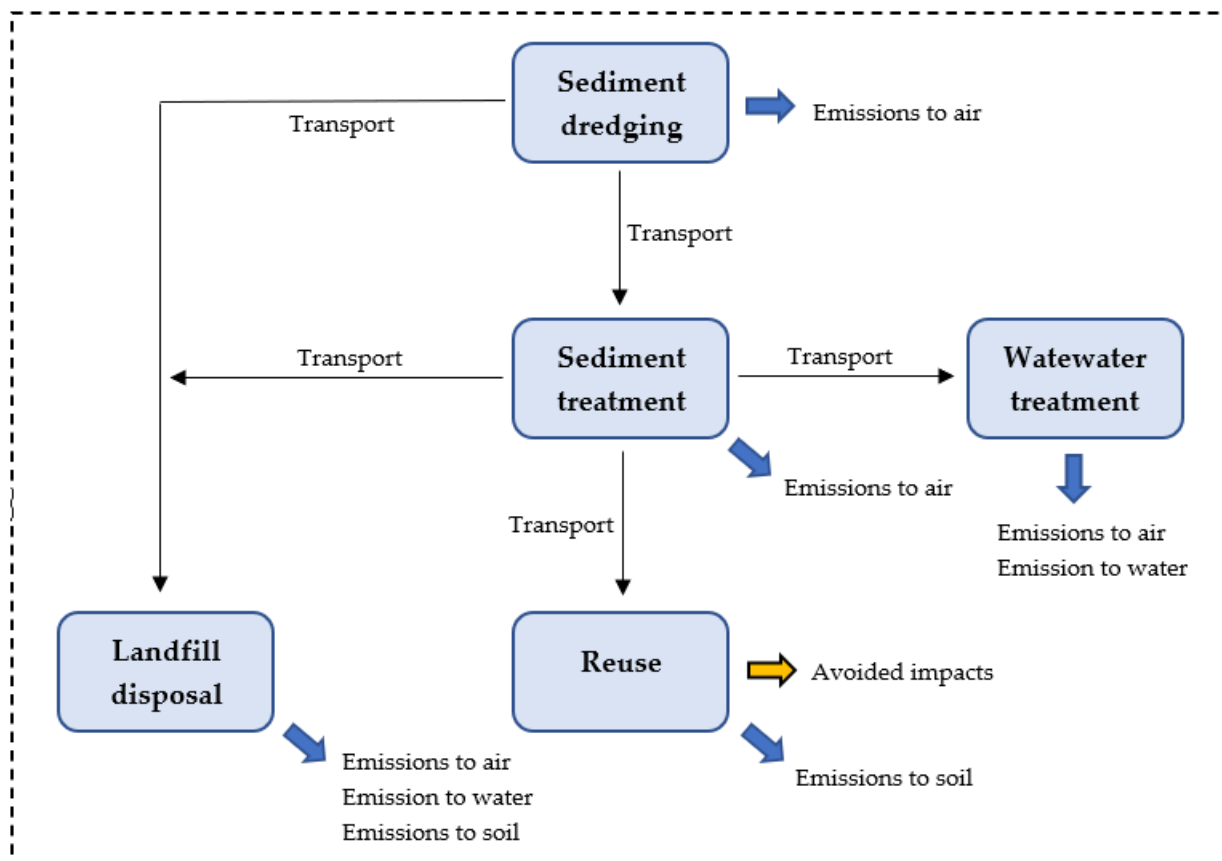 Sediment
dredging
Emissions to air
Transport
Transport
Transport
Sediment
treatment
Transport
Watewater
treatment
Emissions to air
Transport
Emissions to air
Emission to water
Landfill
disposal
Reuse
Avoided impacts
Emissions to air
Emission to water
Emissions to soil
Emissions to soil